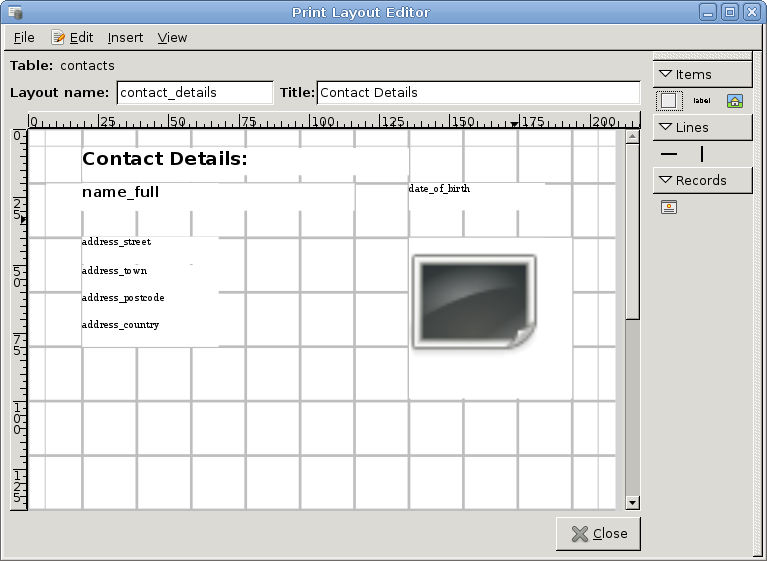 Print Layout Editor
File Edit Insert View
Table: contacts
Layout name: contact_details Title: Contact Details
Items
label
Lines
Records
0 25 50 75 100 125 150 175 200
0
25
50
75
100
125
Contact Details:
name_full date_of_birth
address_street
address_town
address_postcode
address_country
Close